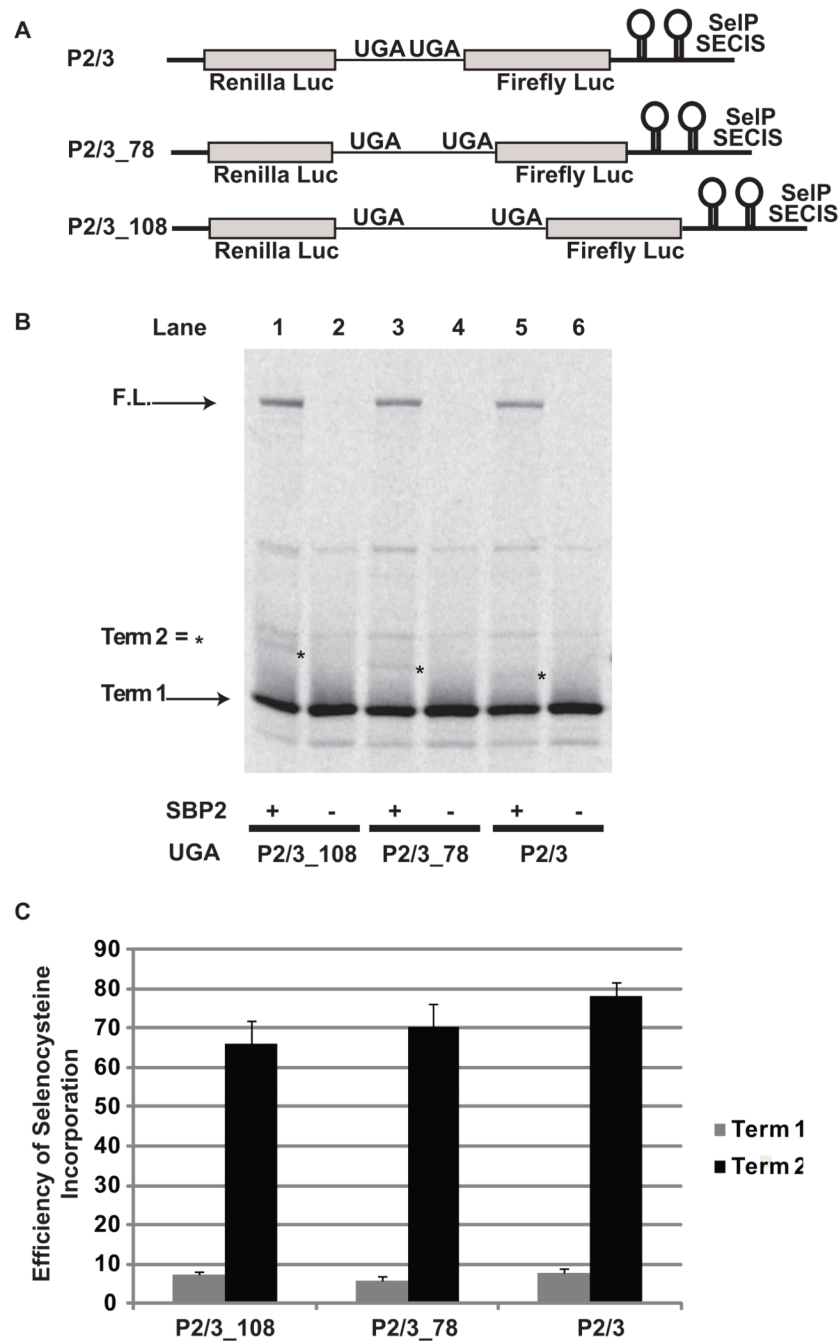 A
P2/3
UGA UGA
SelP
SECIS
Renilla Luc
Firefly Luc
P2/3_78
UGA
UGA
SelP
SECIS
Renilla Luc
Firefly Luc
P2/3_108
UGA
UGA
SelP
SECIS
Renilla Luc
Firefly Luc
B
Lane 1 2 3 4 5 6
F.L.
Term 2 = *
*
*
*
Term 1
SBP2 + - + - + -
UGA P2/3_108 P2/3_78 P2/3
C
Efficiency of Selenocysteine
Incorporation
90
80
70
60
50
40
30
20
10
0
Term 1
Term 2
P2/3_108 P2/3_78 P2/3